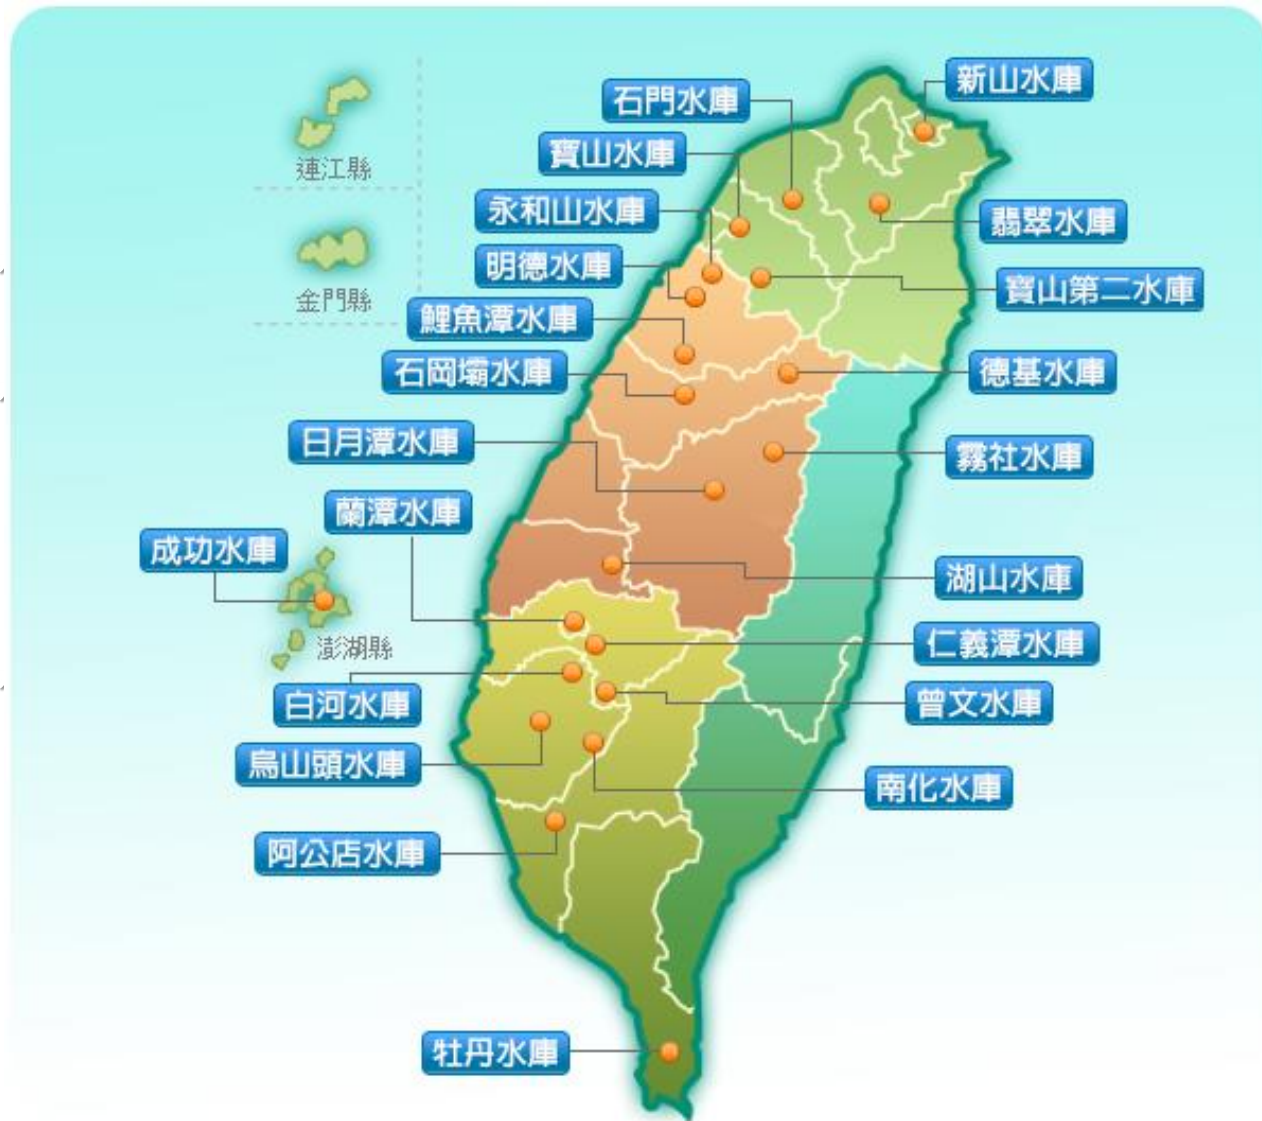 新山水庫
石門水庫
寶山水庫
連江縣
永和山水庫
翡翠水庫
明德水庫
寶山第二水庫
金門縣
鯉魚潭水庫
石岡壩水庫
德基水庫
日月潭水庫
霧社水庫
蘭潭水庫
成功水庫
湖山水庫
澎湖縣
仁義潭水庫
白河水庫
曾文水庫
烏山頭水庫
南化水庫
阿公店水庫
牡丹水庫